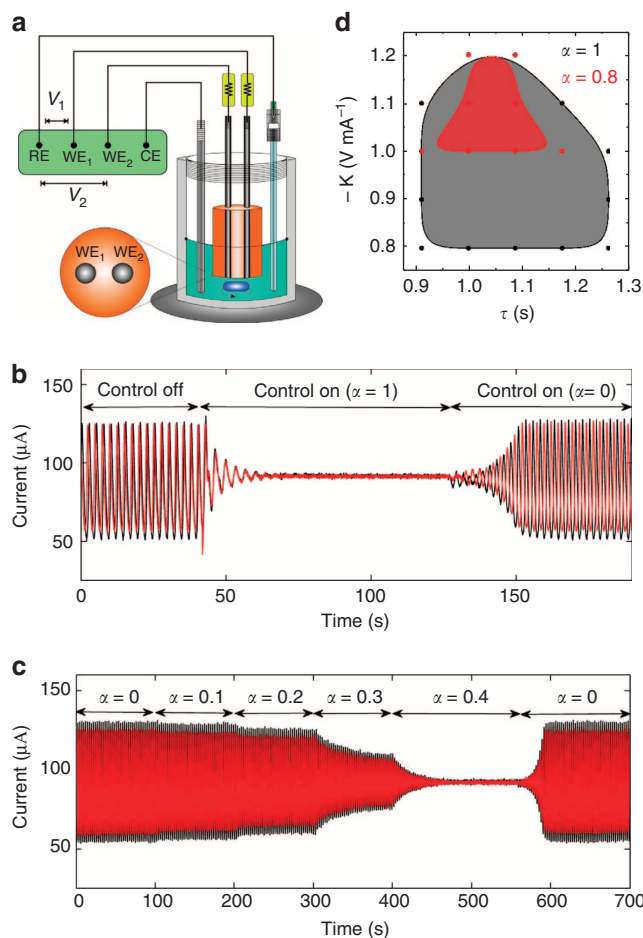 a
V1
RE WE1 WE2 CE
V2
WE1 WE2
d
α = 1
α = 0.8
– K (V mA−1)
1.2
1.1
1.0
0.9
0.8
0.9 1.0 1.1 1.2 1.3
τ (s)
b
Control off Control on (α = 1) Control on (α= 0)
Current (μA)
150
100
50
0 50 100 150
Time (s)
c
α = 0 α = 0.1 α = 0.2 α = 0.3 α = 0.4 α = 0
Current (μA)
150
100
50
0 100 200 300 400 500 600 700
Time (s)